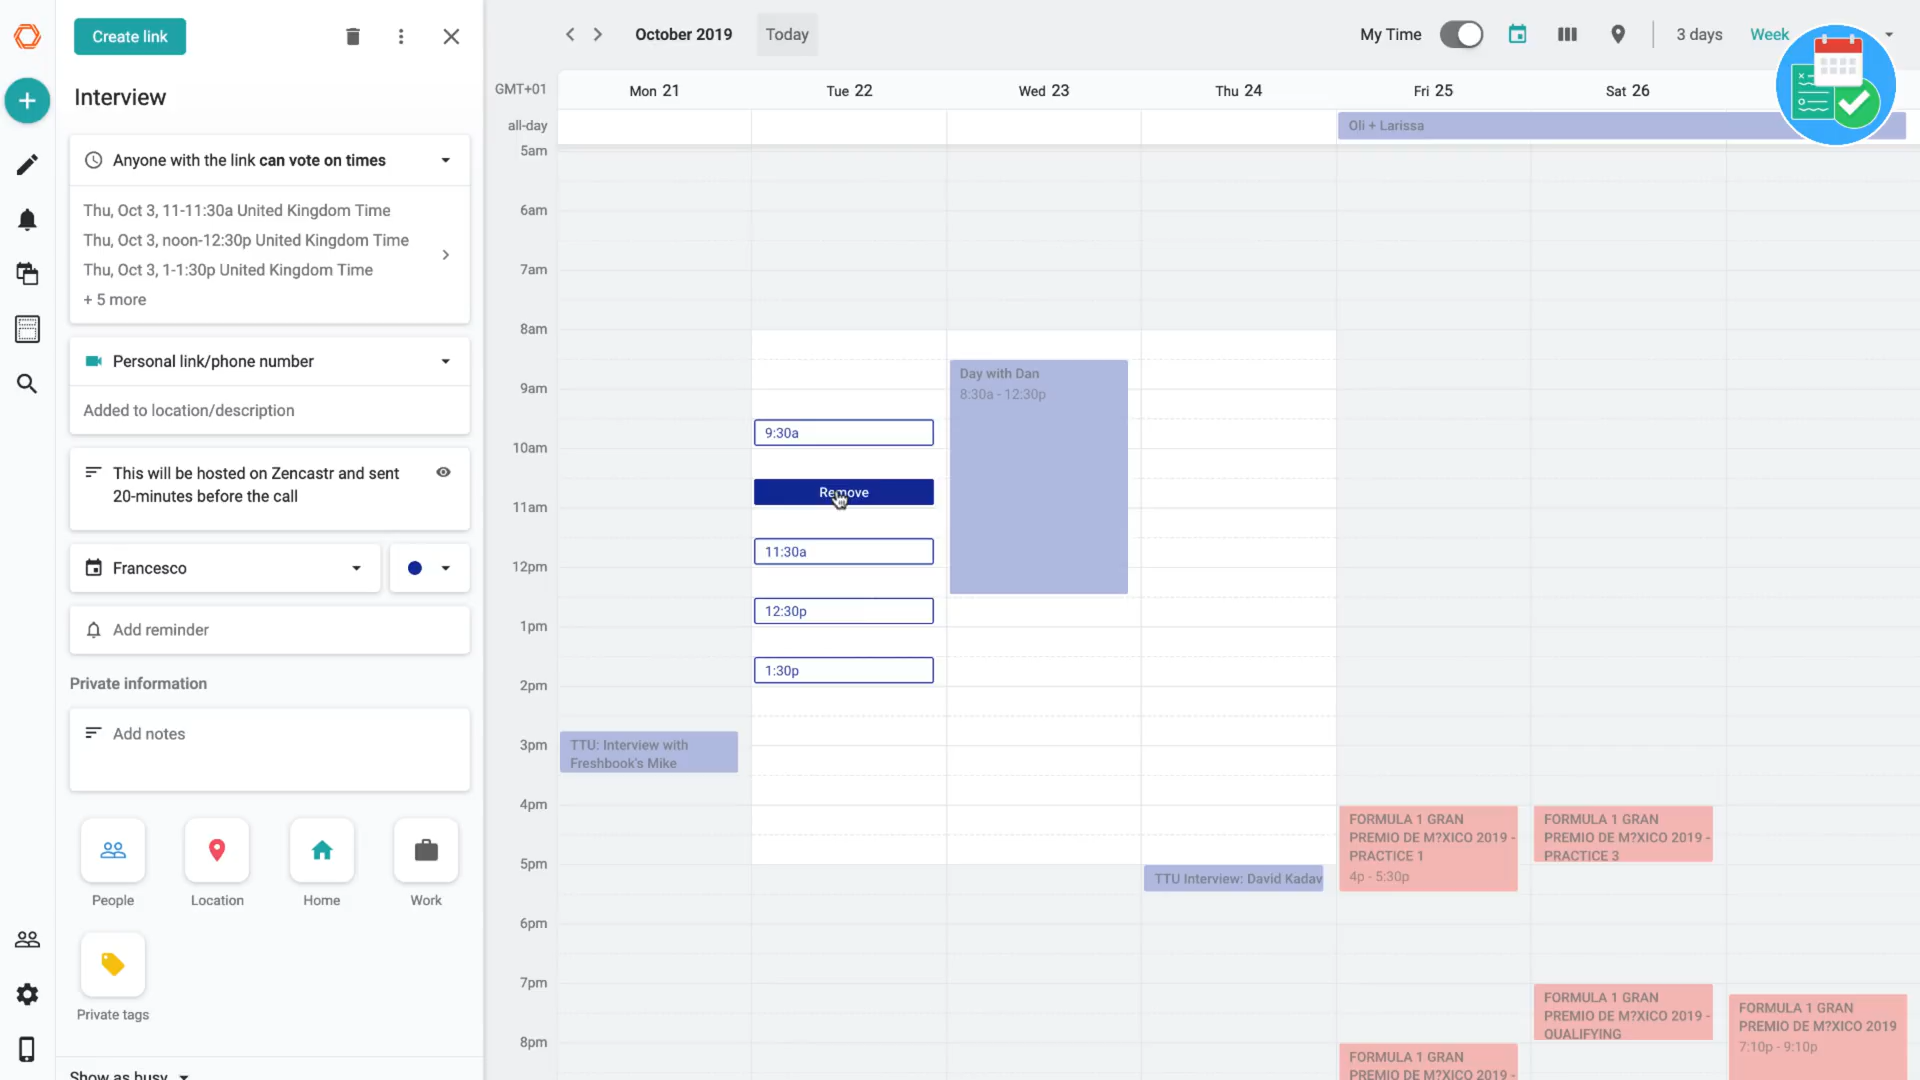 Create link
October 2019
Today
My Time
3 days
Week
Interview
GMT+01
Mon 21
Tue 22
Wed 23
Thu 24
Fri 25
Sat 26
all-day
Oli + Larissa
Anyone with the link can vote on times
Thu, Oct 3, 11-11:30a United Kingdom Time
Thu, Oct 3, noon-12:30p United Kingdom Time
Thu, Oct 3, 1-1:30p United Kingdom Time
+ 5 more
Personal link/phone number
Added to location/description
This will be hosted on Zencastr and sent
20-minutes before the call
Francesco
Add reminder
Private information
Add notes
People
Location
Home
Work
Private tags
Show as busy
5am
6am
7am
8am
9am
10am
11am
12pm
1pm
2pm
3pm
4pm
5pm
6pm
7pm
8pm
TTU: Interview with
Freshbook's Mike
9:30a
Remove
11:30a
12:30p
1:30p
Day with Dan
8:30a - 12:30p
TTU Interview: David Kadav
FORMULA 1 GRAN
PREMIO DE M?XICO 2019 -
PRACTICE 1
4p - 5:30p
FORMULA 1 GRAN
PREMIO DE M?XICO 2019 -
FORMULA 1 GRAN
PREMIO DE M?XICO 2019 -
PRACTICE 3
FORMULA 1 GRAN
PREMIO DE M?XICO 2019 -
QUALIFYING
FORMULA 1 GRAN
PREMIO DE M?XICO 2019
7:10p - 9:10p